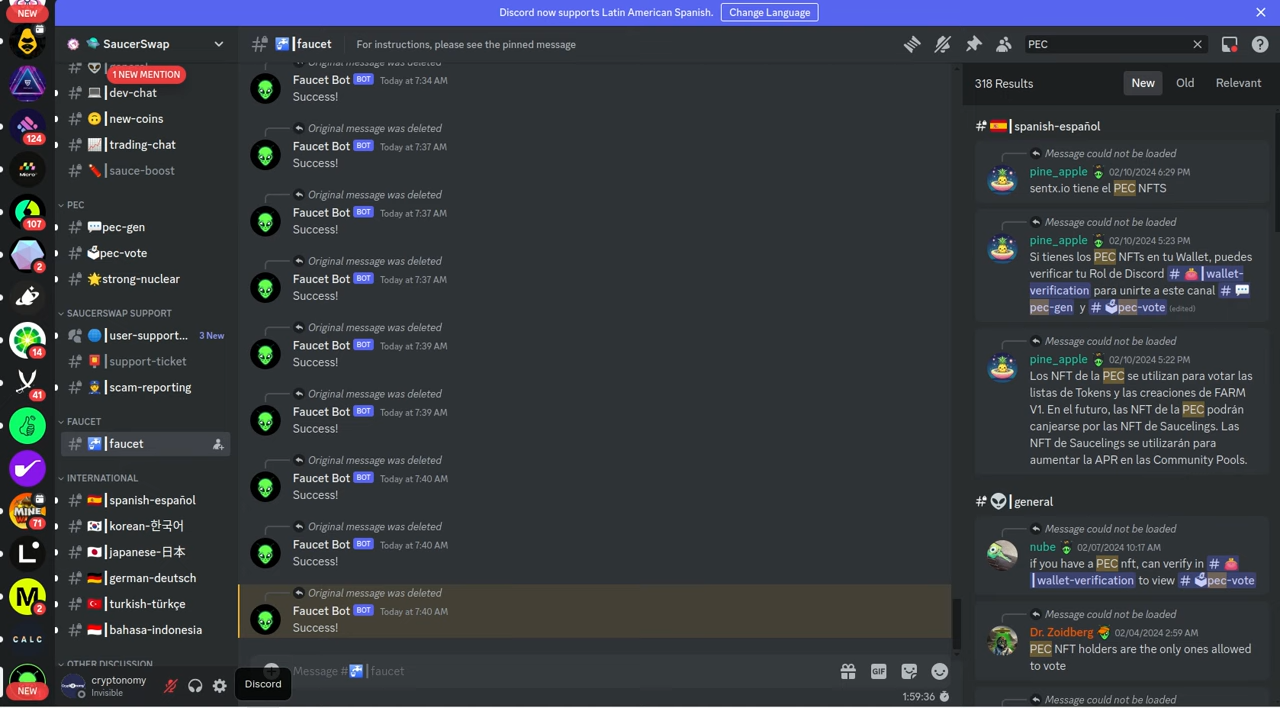 Discord now supports Latin American Spanish. Change Language
NEW
124
107
2
14
41
71
2
CALC
NEW
SaucerSwap
1 NEW MENTION
dev-chat
new-coins
trading-chat
sauce-boost
PEC
pec-gen
pec-vote
strong-nuclear
SAUCERSWAP SUPPORT
user-support... 3 New
support-ticket
scam-reporting
FAUCET
faucet
INTERNATIONAL
spanish-español
korean-한국어
japanese-日本
german-deutsch
turkish-türkçe
bahasa-indonesia
OTHER DISCUSSION
cryptonomy
Invisible
Discord
faucet For instructions, please see the pinned message
Original message was deleted
Faucet Bot BOT Today at 7:34 AM
Success!
Original message was deleted
Faucet Bot BOT Today at 7:37 AM
Success!
Original message was deleted
Faucet Bot BOT Today at 7:37 AM
Success!
Original message was deleted
Faucet Bot BOT Today at 7:37 AM
Success!
Original message was deleted
Faucet Bot BOT Today at 7:39 AM
Success!
Original message was deleted
Faucet Bot BOT Today at 7:39 AM
Success!
Original message was deleted
Faucet Bot BOT Today at 7:40 AM
Success!
Original message was deleted
Faucet Bot BOT Today at 7:40 AM
Success!
Original message was deleted
Faucet Bot BOT Today at 7:40 AM
Success!
Message # faucet
GIF
1:59:36
PEC
318 Results New Old Relevant
# spanish-español
Message could not be loaded
pine_apple 02/10/2024 6:29 PM
sentx.io tiene el PEC NFTS
Message could not be loaded
pine_apple 02/10/2024 5:23 PM
Si tienes los PEC NFTs en tu Wallet, puedes
verificar tu Rol de Discord # wallet-
verification para unirte a este canal #
pec-gen y # pec-vote (edited)
Message could not be loaded
pine_apple 02/10/2024 5:22 PM
Los NFT de la PEC se utilizan para votar las
listas de Tokens y las creaciones de FARM
V1. En el futuro, las NFT de la PEC podrán
canjearse por las NFT de Saucelings. Las
NFT de Saucelings se utilizarán para
aumentar la APR en las Community Pools.
# general
Message could not be loaded
nube 02/07/2024 10:17 AM
if you have a PEC nft, can verify in #
wallet-verification to view # pec-vote
Message could not be loaded
Dr. Zoidberg 02/04/2024 2:59 AM
PEC NFT holders are the only ones allowed
to vote
Message could not be loaded